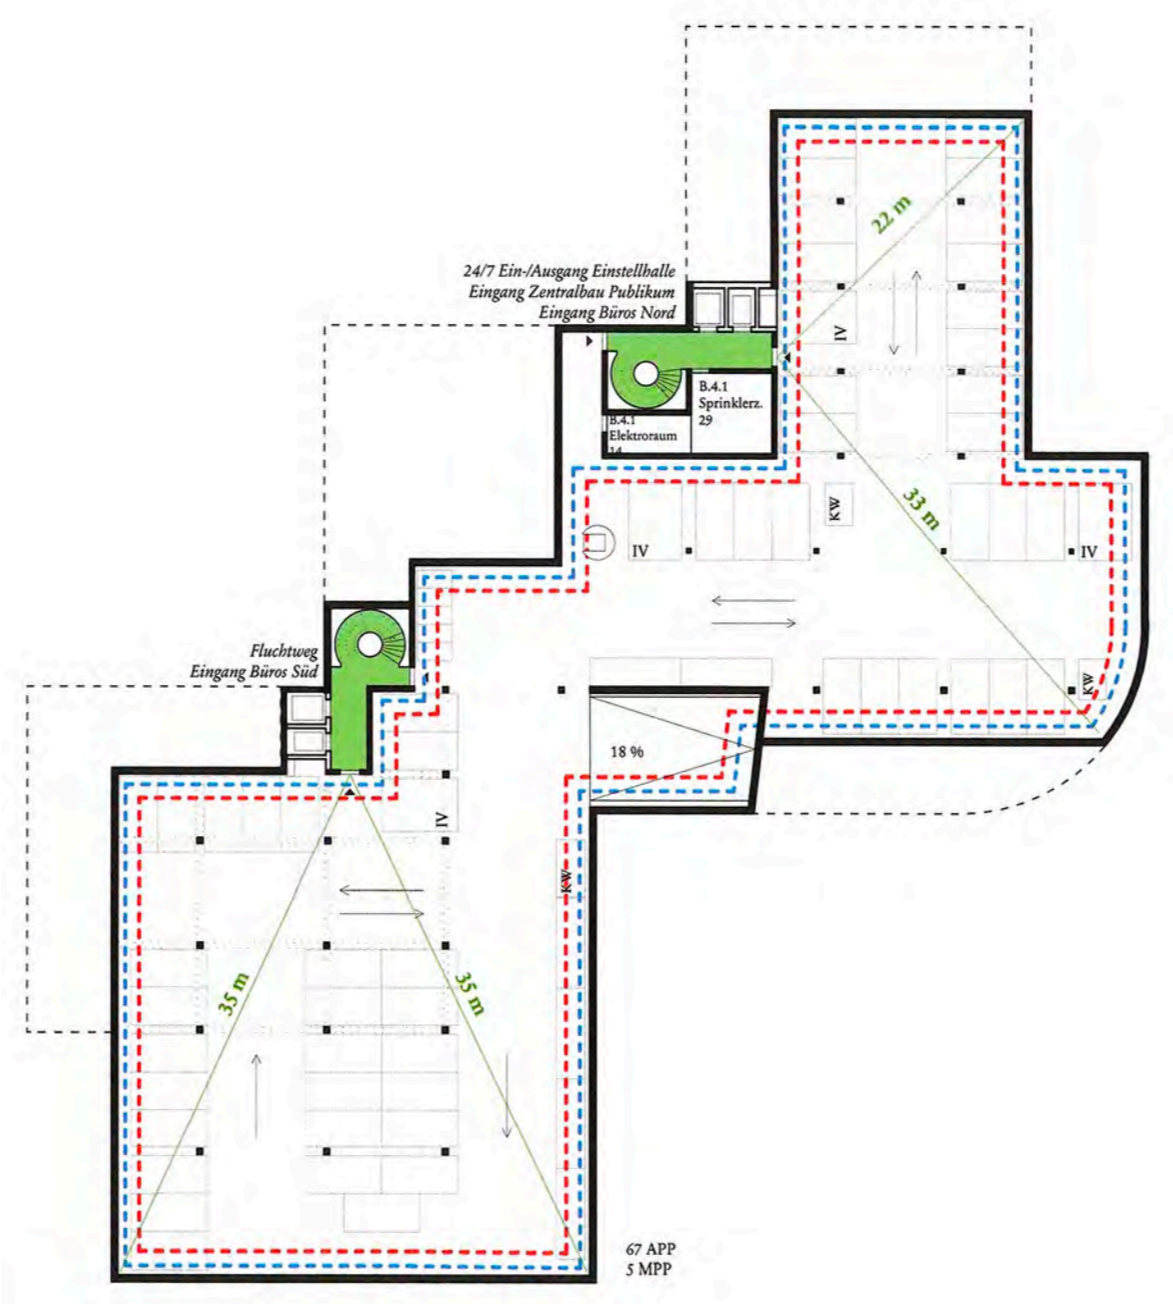 22 m
24/7 Ein-/Ausgang Einstellhalle
Eingang Zentralbau Publikum
Eingang Büros Nord
IV
B.4.1
Sprinklerz.
29
B.4.1
Elektroraum
14
KW
33 m
IV
IV
Fluchtweg
Eingang Büros Süd
KW
18 %
IV
KW
35 m
35 m
67 APP
5 MPP